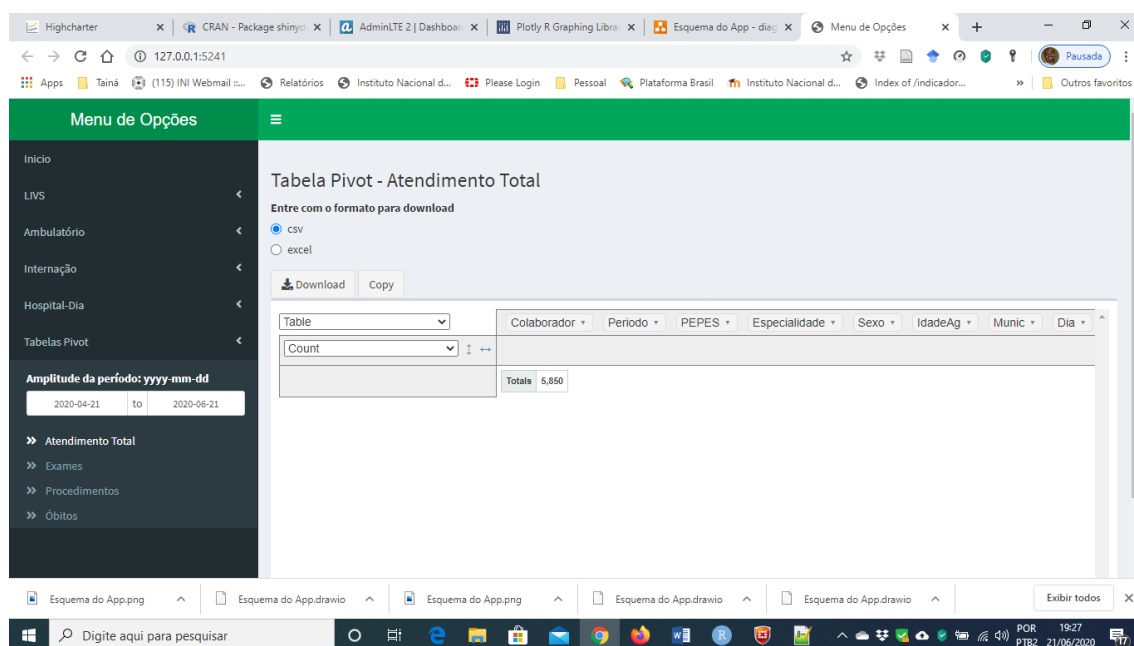 Highcharter
CRAN - Package shinyd
AdminLTE 2 | Dashboar
Plotly R Graphing Librar
Esquema do App - diag
Menu de Opções
127.0.0.1:5241
Pausada
Apps Tainá (115) INI Webmail ::... Relatórios Instituto Nacional d... Please Login Pessoal Plataforma Brasil Instituto Nacional d... Index of /indicador... » Outros favoritos
Menu de Opções
Inicio
LIVS
Ambulatório
Internação
Hospital-Dia
Tabelas Pivot
Amplitude da período: yyyy-mm-dd
2020-04-21 to 2020-06-21
Atendimento Total
Exames
Procedimentos
Óbitos
Tabela Pivot - Atendimento Total
Entre com o formato para download
csv
excel
Download Copy
Table
Colaborador Periodo PEPES Especialidade Sexo IdadeAg Munic Dia
Count
Totals 5,850
Esquema do App.png Esquema do App.drawio Esquema do App.png Esquema do App.drawio Esquema do App.drawio Exibir todos
Digite aqui para pesquisar
POR 19:27
PTB2 21/06/2020
17